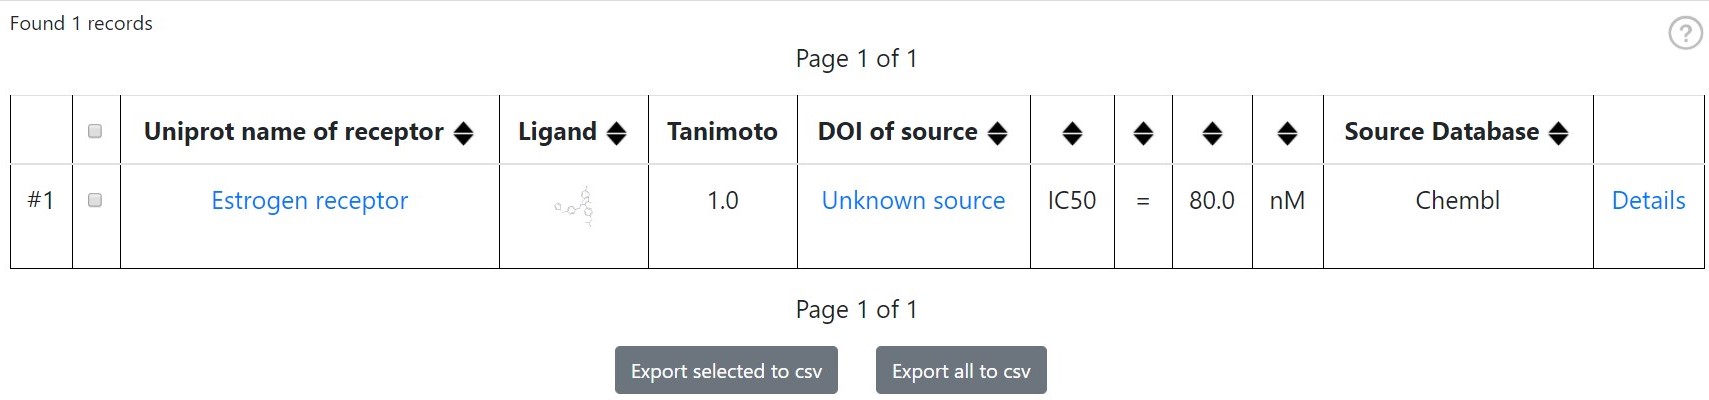 Found 1 records
?
Page 1 of 1
Uniprot name of receptor Ligand Tanimoto DOI of source Source Database
#1 Estrogen receptor 1.0 Unknown source IC50 = 80.0 nM Chembl Details
Page 1 of 1
Export selected to csv Export all to csv